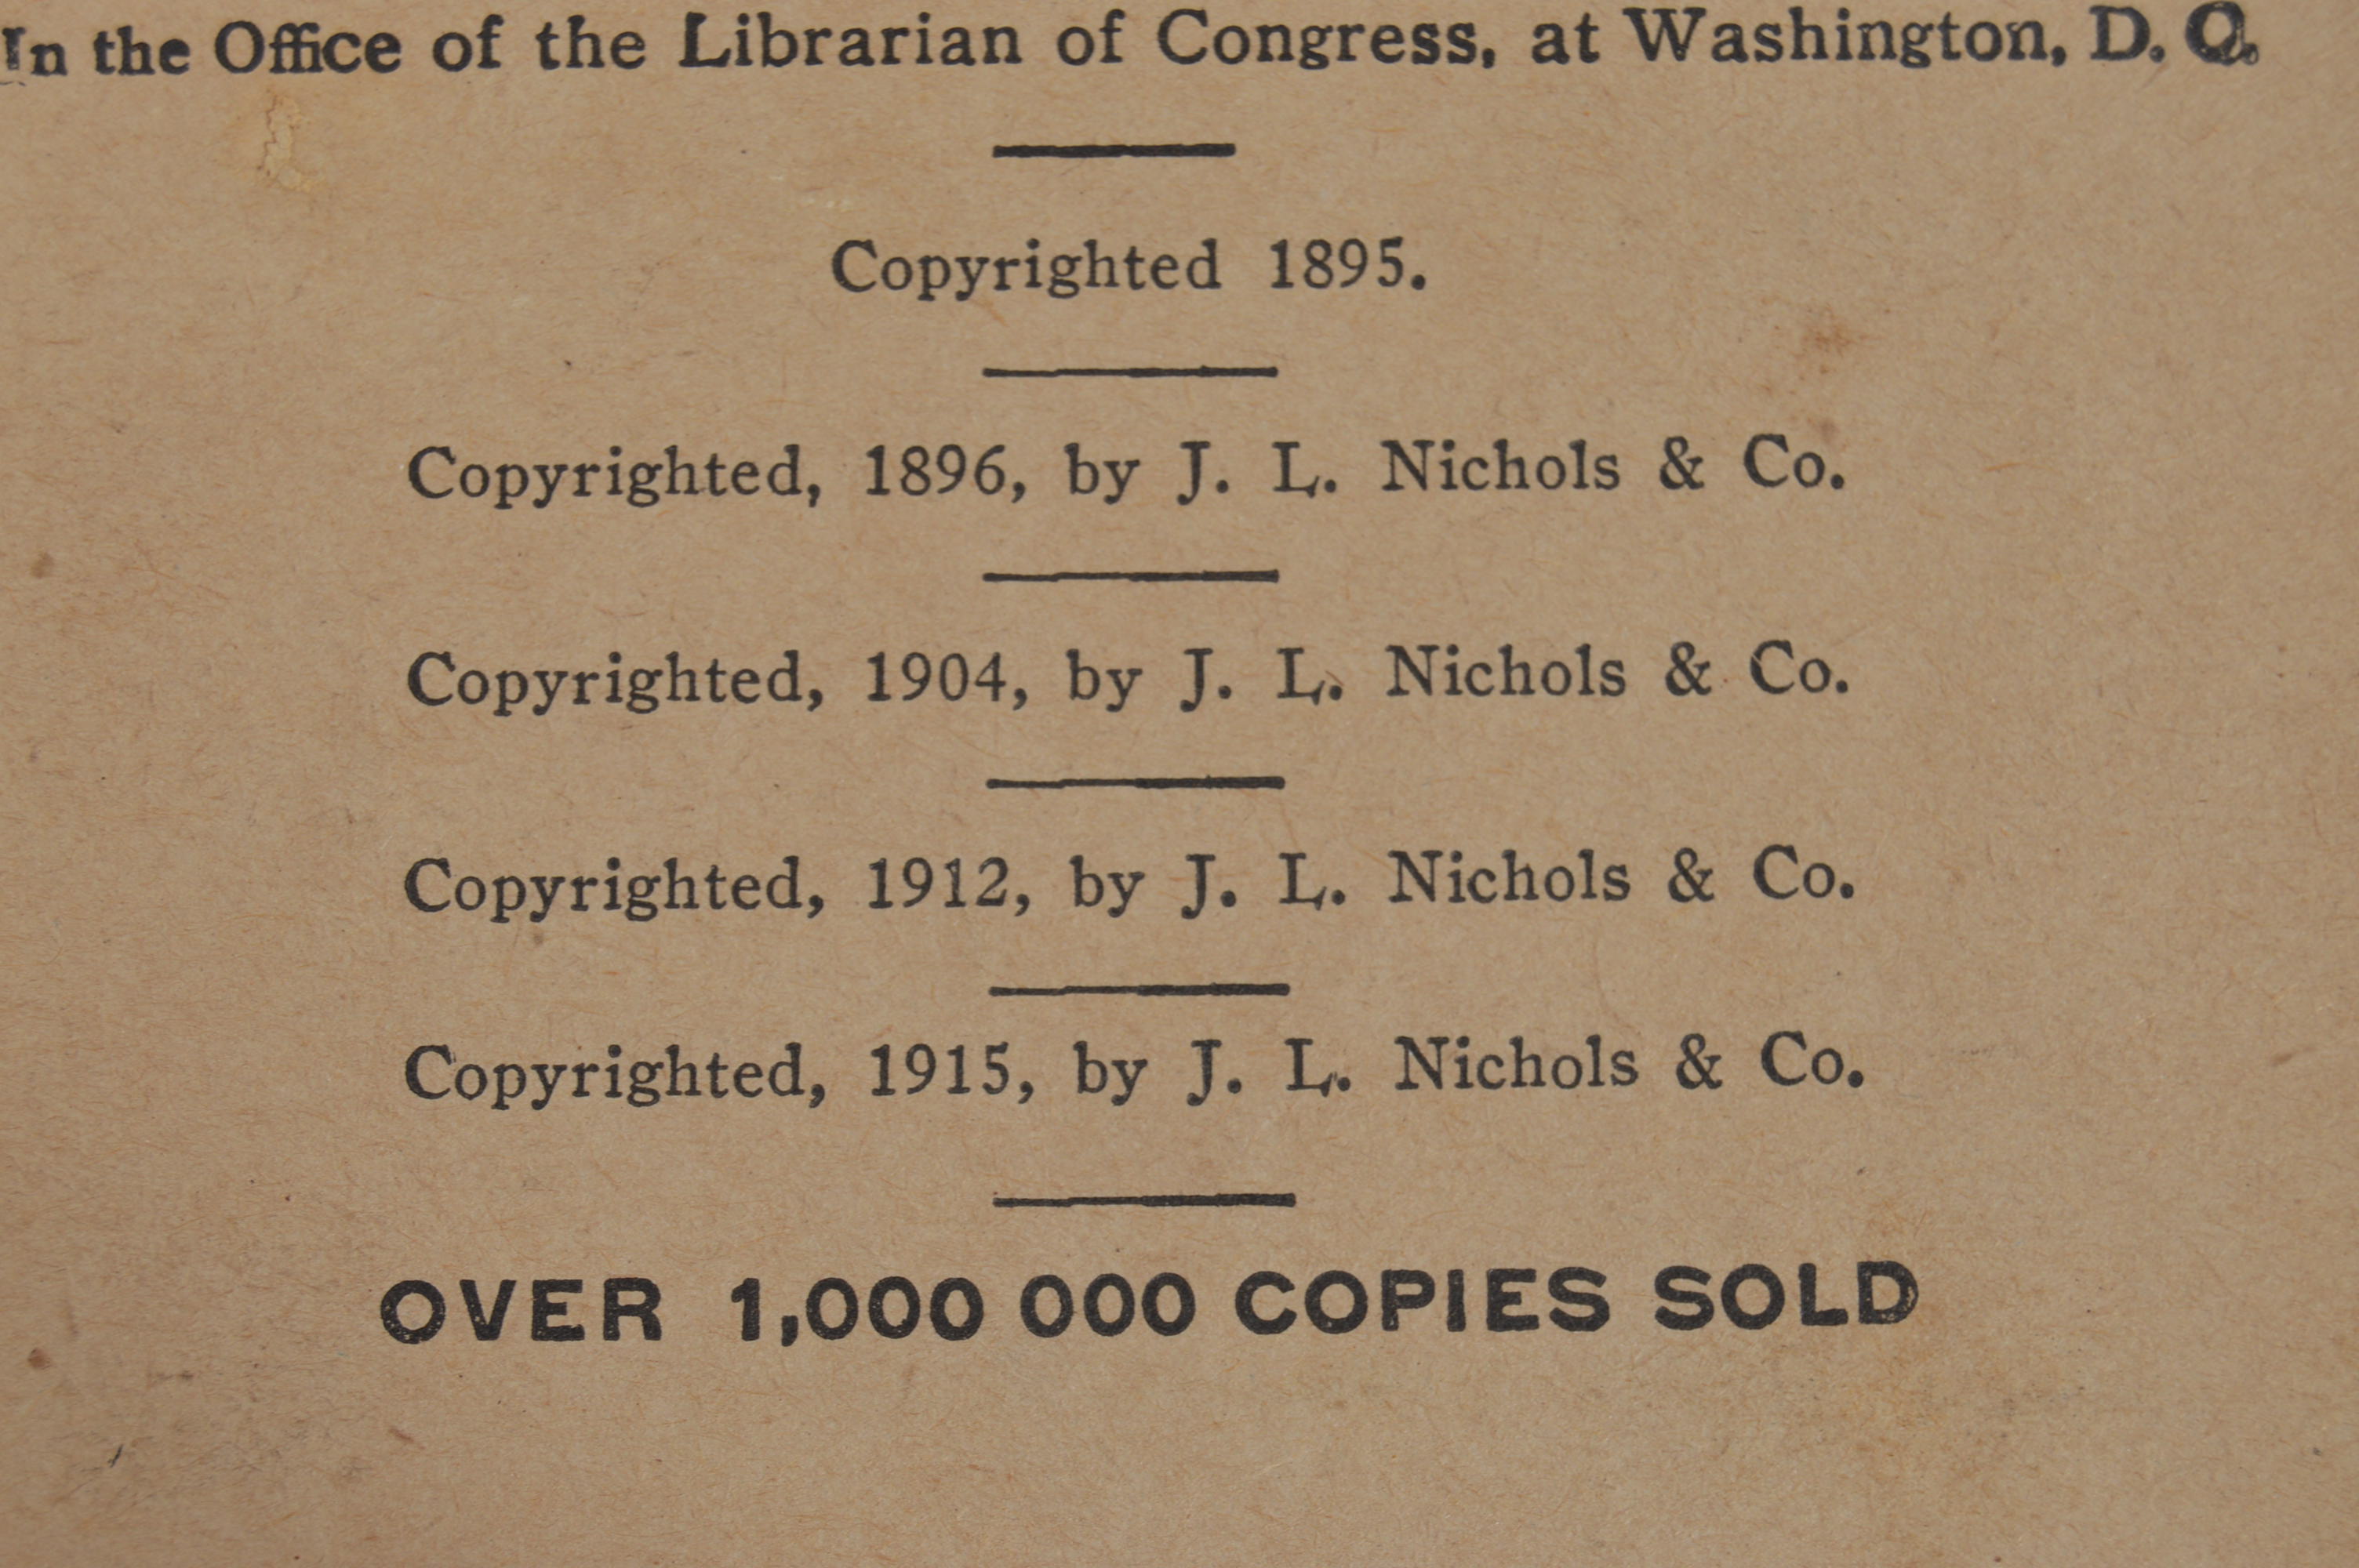 In the Office of the Librarian of Congress, at Washington, D. C.
Copyrighted 1895.
Copyrighted, 1896, by J. L. Nichols & Co.
Copyrighted, 1904, by J. L. Nichols & Co.
Copyrighted, 1912, by J. L. Nichols & Co.
Copyrighted, 1915, by J. L. Nichols & Co.
OVER 1,000 000 COPIES SOLD